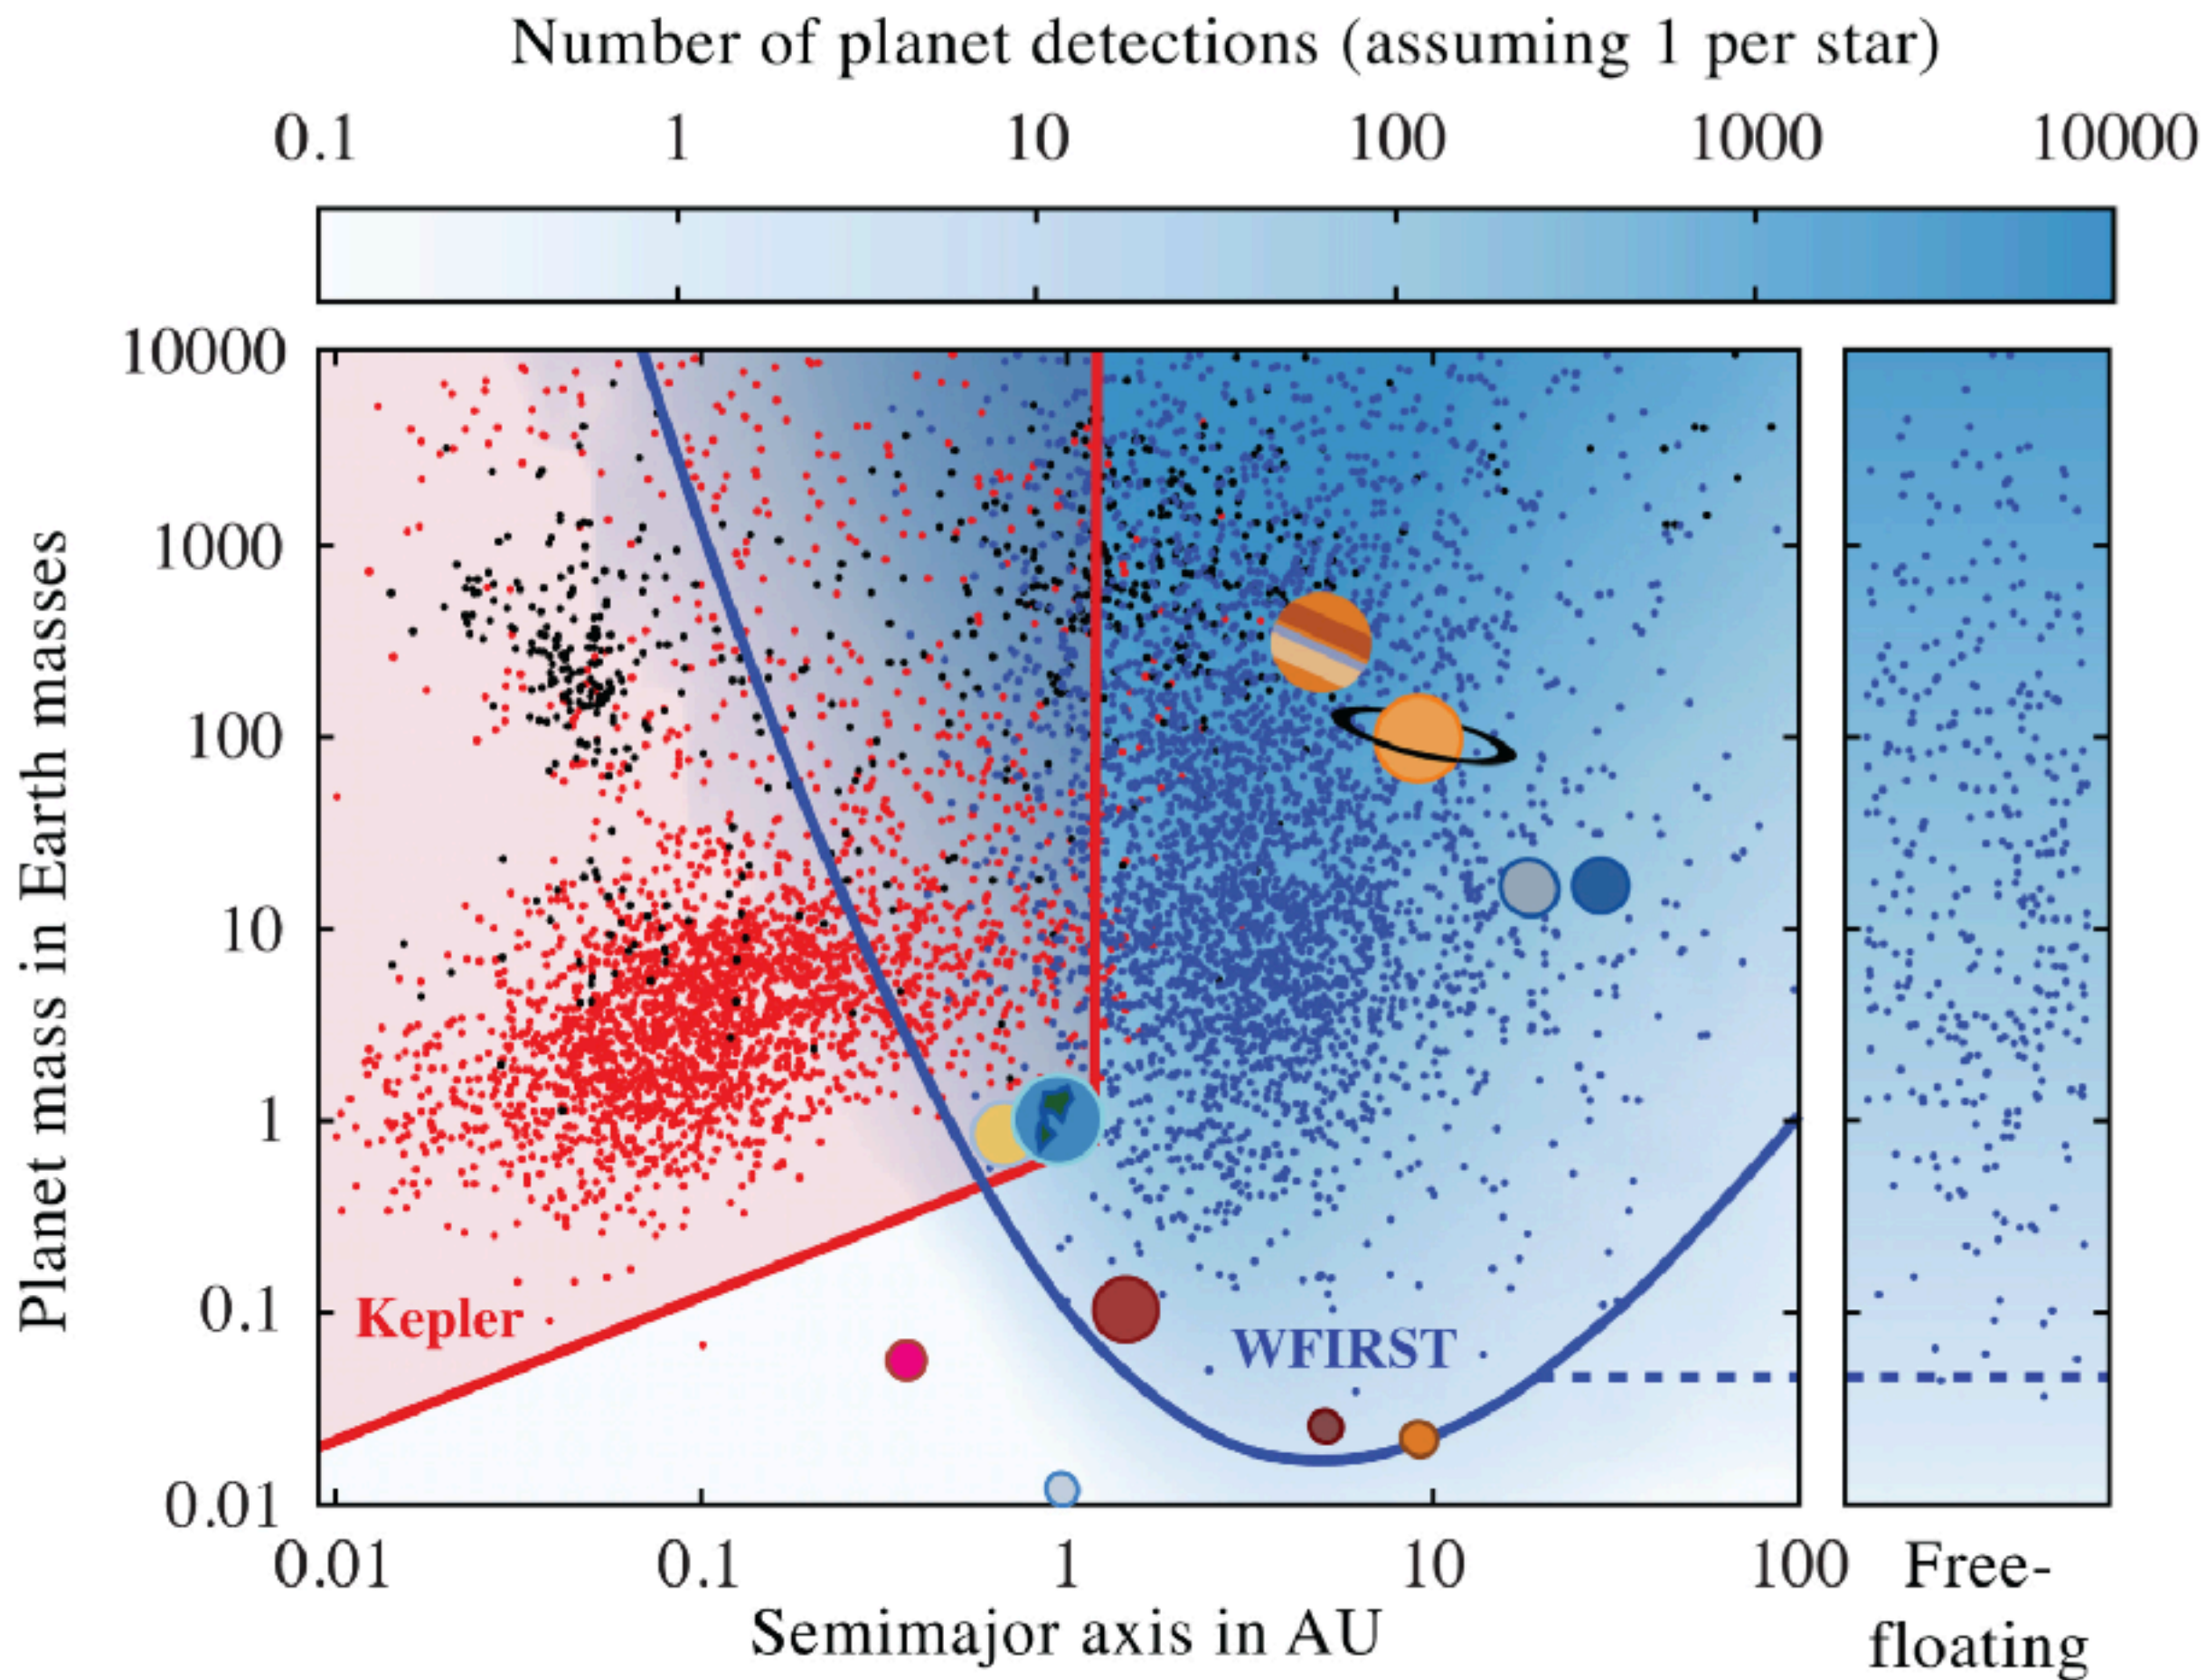 Number of planet detections (assuming 1 per star)
0.1 1 10 100 1000 10000
10000
1000
100
10
1
0.1
0.01
Planet mass in Earth masses
Kepler
WFIRST
0.01 0.1 1 10 100
Semimajor axis in AU
Free-
floating